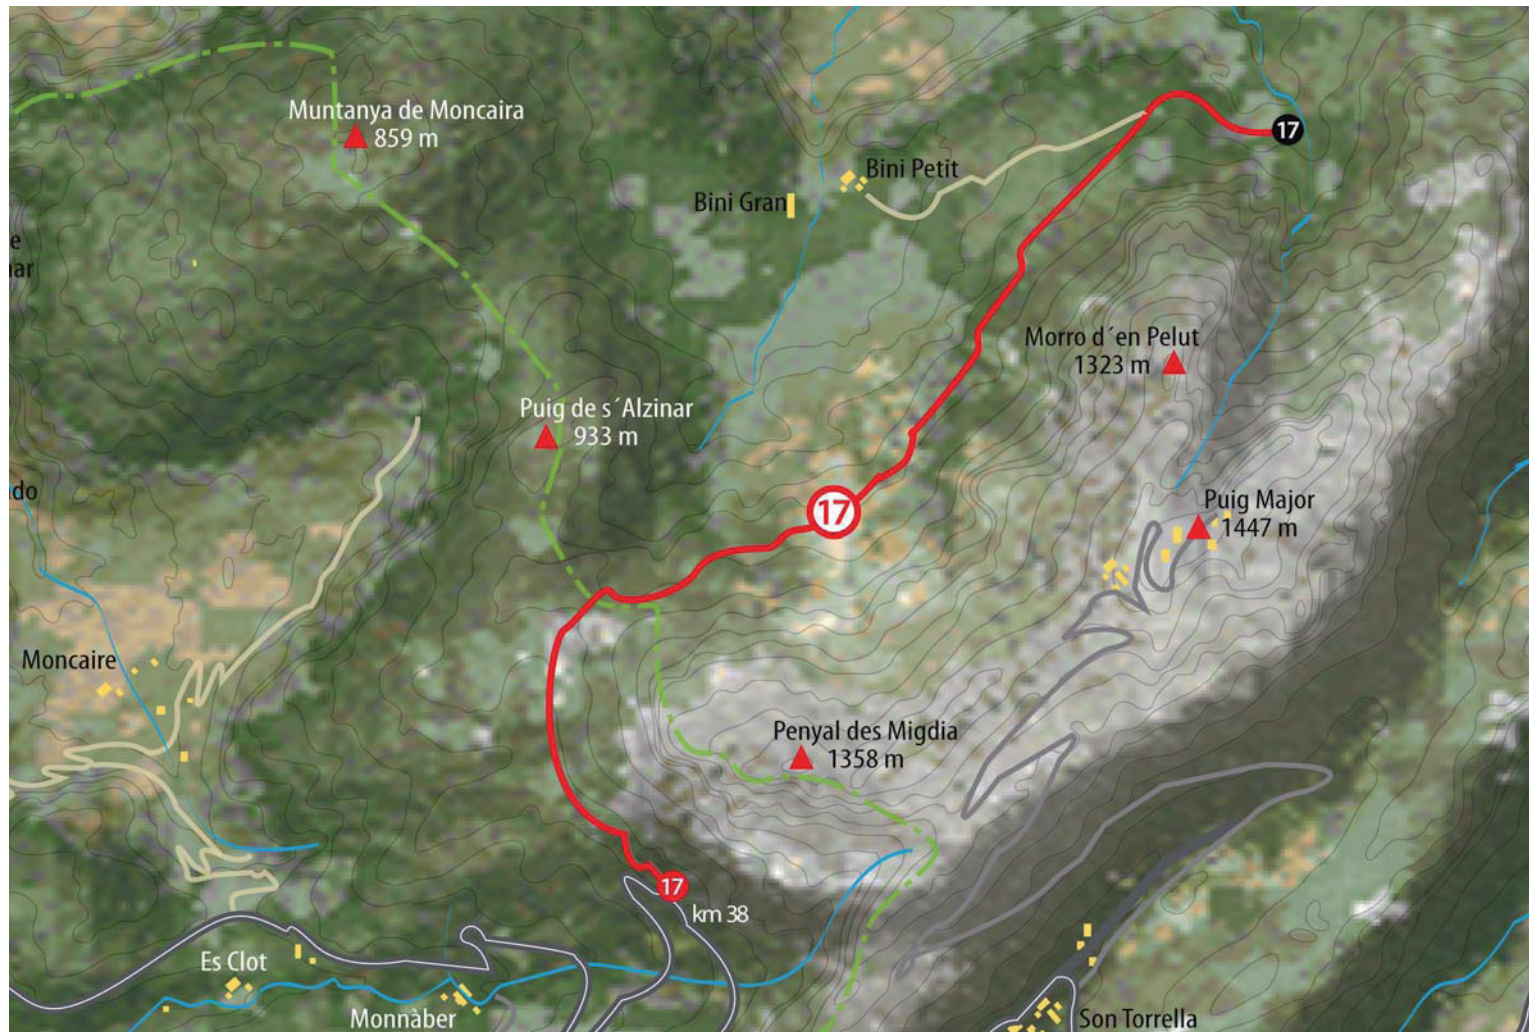 Muntanya de Moncaira
859 m
17
Bini Petit
Bini Gran
Morro d´en Pelut
1323 m
Puig de s´Alzinar
933 m
17
Puig Major
1447 m
Moncaire
Penyal des Migdia
1358 m
17
km 38
Es Clot
Monnàber
Son Torrella